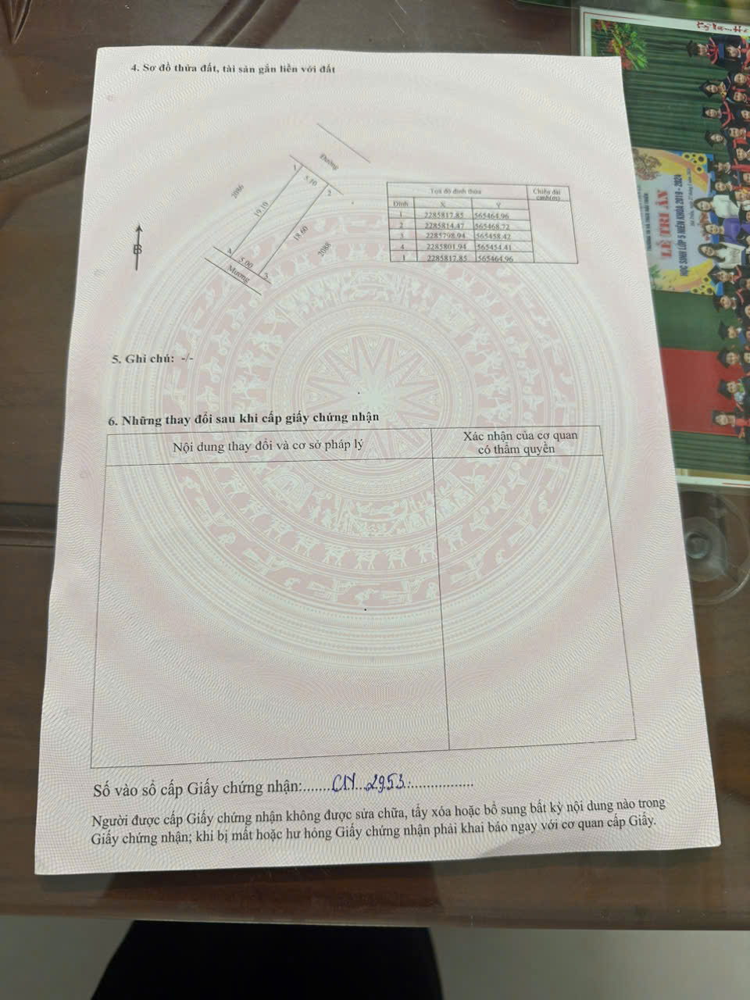 4. Sơ đồ thửa đất, tài sản gắn liền với đất
Đường
1
5.10
2
2086
19.10
18.60
2088
4
5.00
3
Mương
B
Tọa độ đỉnh thửa
Chiều dài cạnh(m)
Đỉnh X Y
1 2285817.85 565464.96
2 2285814.47 565468.72
3 2285798.94 565458.42
4 2285801.94 565454.41
1 2285817.85 565464.96
5. Ghi chú: -/-
6. Những thay đổi sau khi cấp giấy chứng nhận
Nội dung thay đổi và cơ sở pháp lý
Xác nhận của cơ quan
có thẩm quyền
Số vào sổ cấp Giấy chứng nhận:...... 2953...............
Người được cấp Giấy chứng nhận không được sửa chữa, tẩy xóa hoặc bổ sung bất kỳ nội dung nào trong
Giấy chứng nhận; khi bị mất hoặc hư hỏng Giấy chứng nhận phải khai báo ngay với cơ quan cấp Giấy.
LỄ TRI ÂN
HỌC SINH LỚP 5 NIÊN KHÓA 2019 - 2024